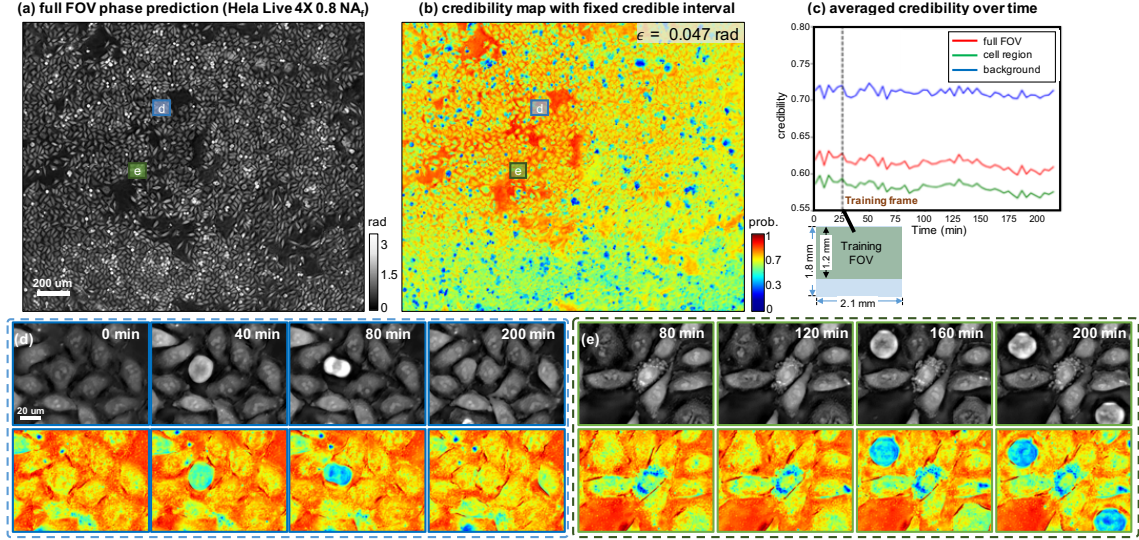 (a) full FOV phase prediction (Hela Live 4X 0.8 NAf)
(b) credibility map with fixed credible interval
(c) averaged credibility over time
ϵ = 0.047 rad
d
e
200 um
rad
3
1.5
0
d
e
prob.
1
0.7
0.3
0
credibility
0.80
0.70
0.65
0.60
0.55
full FOV
cell region
background
Training frame
0 25 50 75 100 125 150 175 200
Time (min)
Training
FOV
1.8 mm
1.2 mm
2.1 mm
(d) 0 min 40 min 80 min 200 min
20 um
(e) 80 min 120 min 160 min 200 min